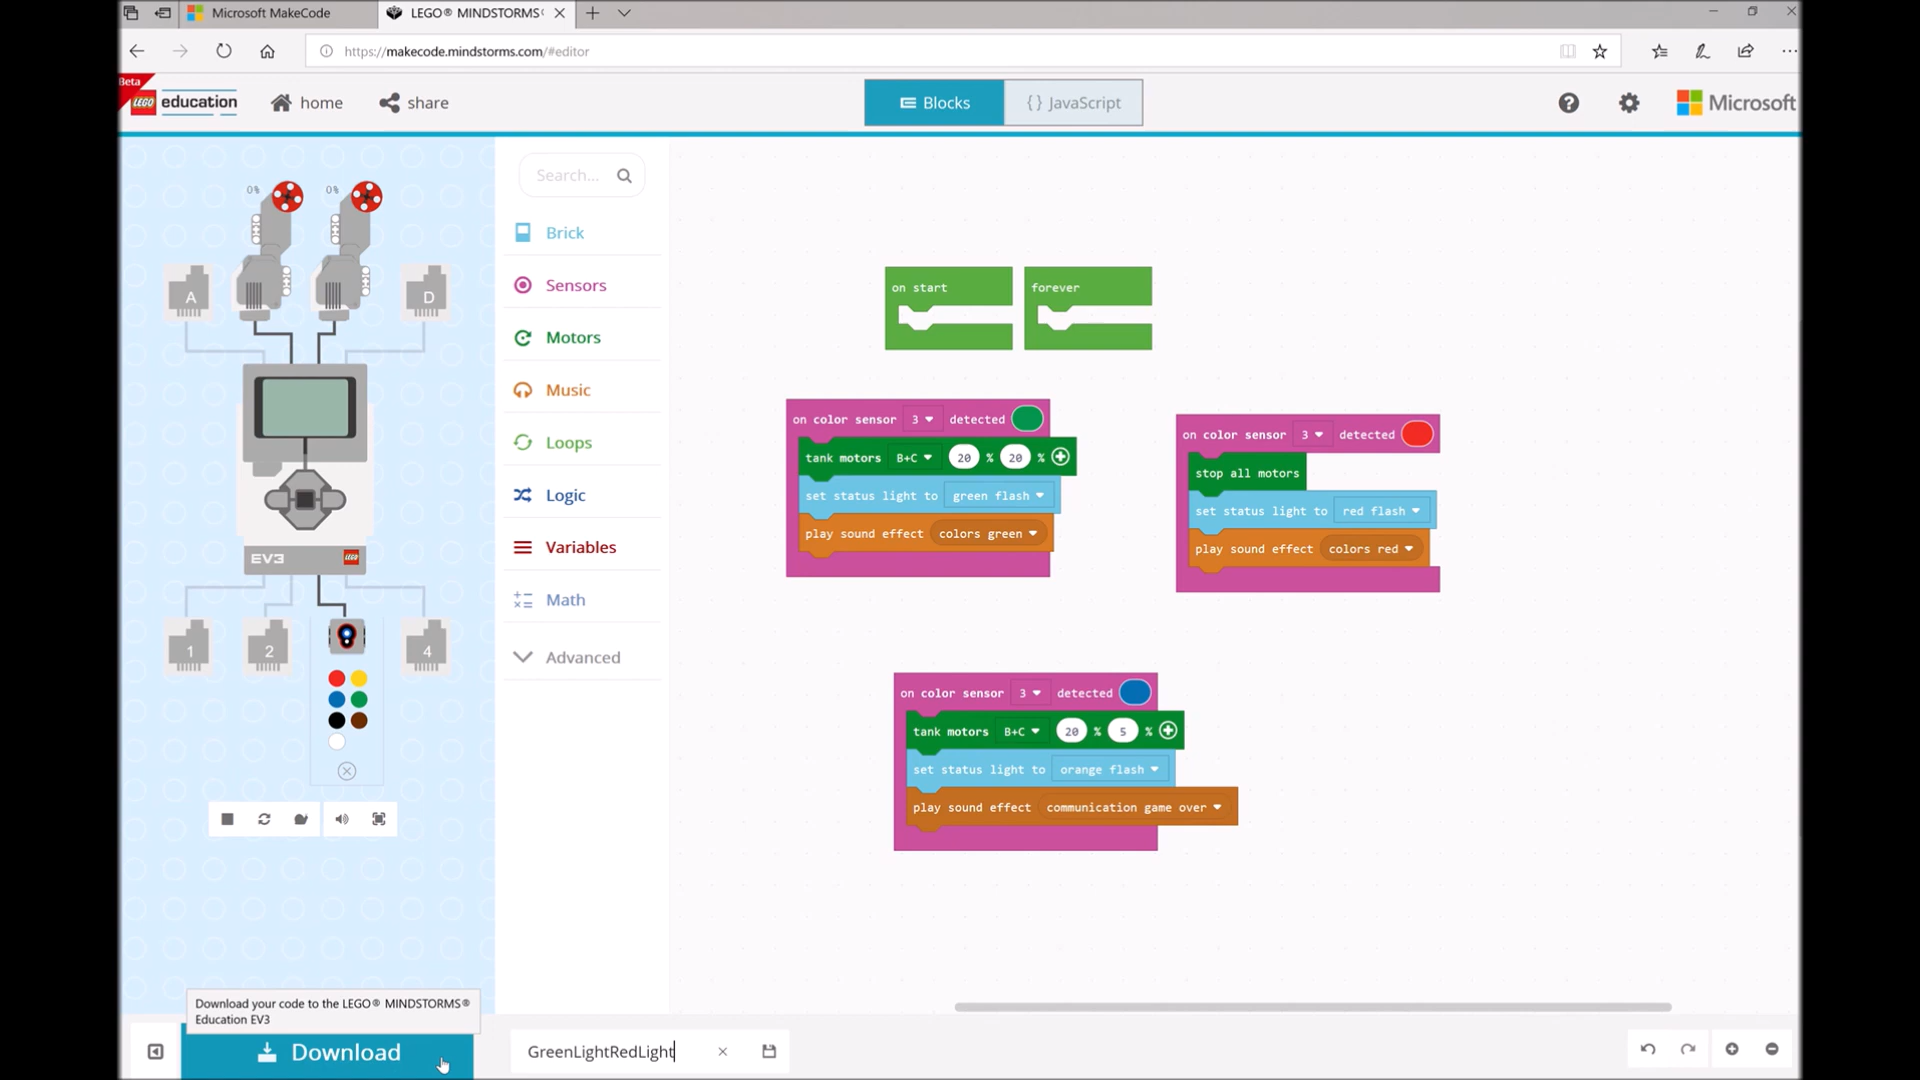 Microsoft MakeCode
LEGO® MINDSTORMS®
https://makecode.mindstorms.com/#editor
Beta
LEGO education
home
share
Blocks
{} JavaScript
Microsoft
0%
0%
A
D
EV3
LEGO
1
2
4
Search...
Brick
Sensors
Motors
Music
Loops
Logic
Variables
Math
Advanced
on start
forever
on color sensor 3 detected
tank motors B+C 20 % 20 %
set status light to green flash
play sound effect colors green
on color sensor 3 detected
stop all motors
set status light to red flash
play sound effect colors red
on color sensor 3 detected
tank motors B+C 20 % 5 %
set status light to orange flash
play sound effect communication game over
Download your code to the LEGO® MINDSTORMS®
Education EV3
Download
GreenLightRedLight